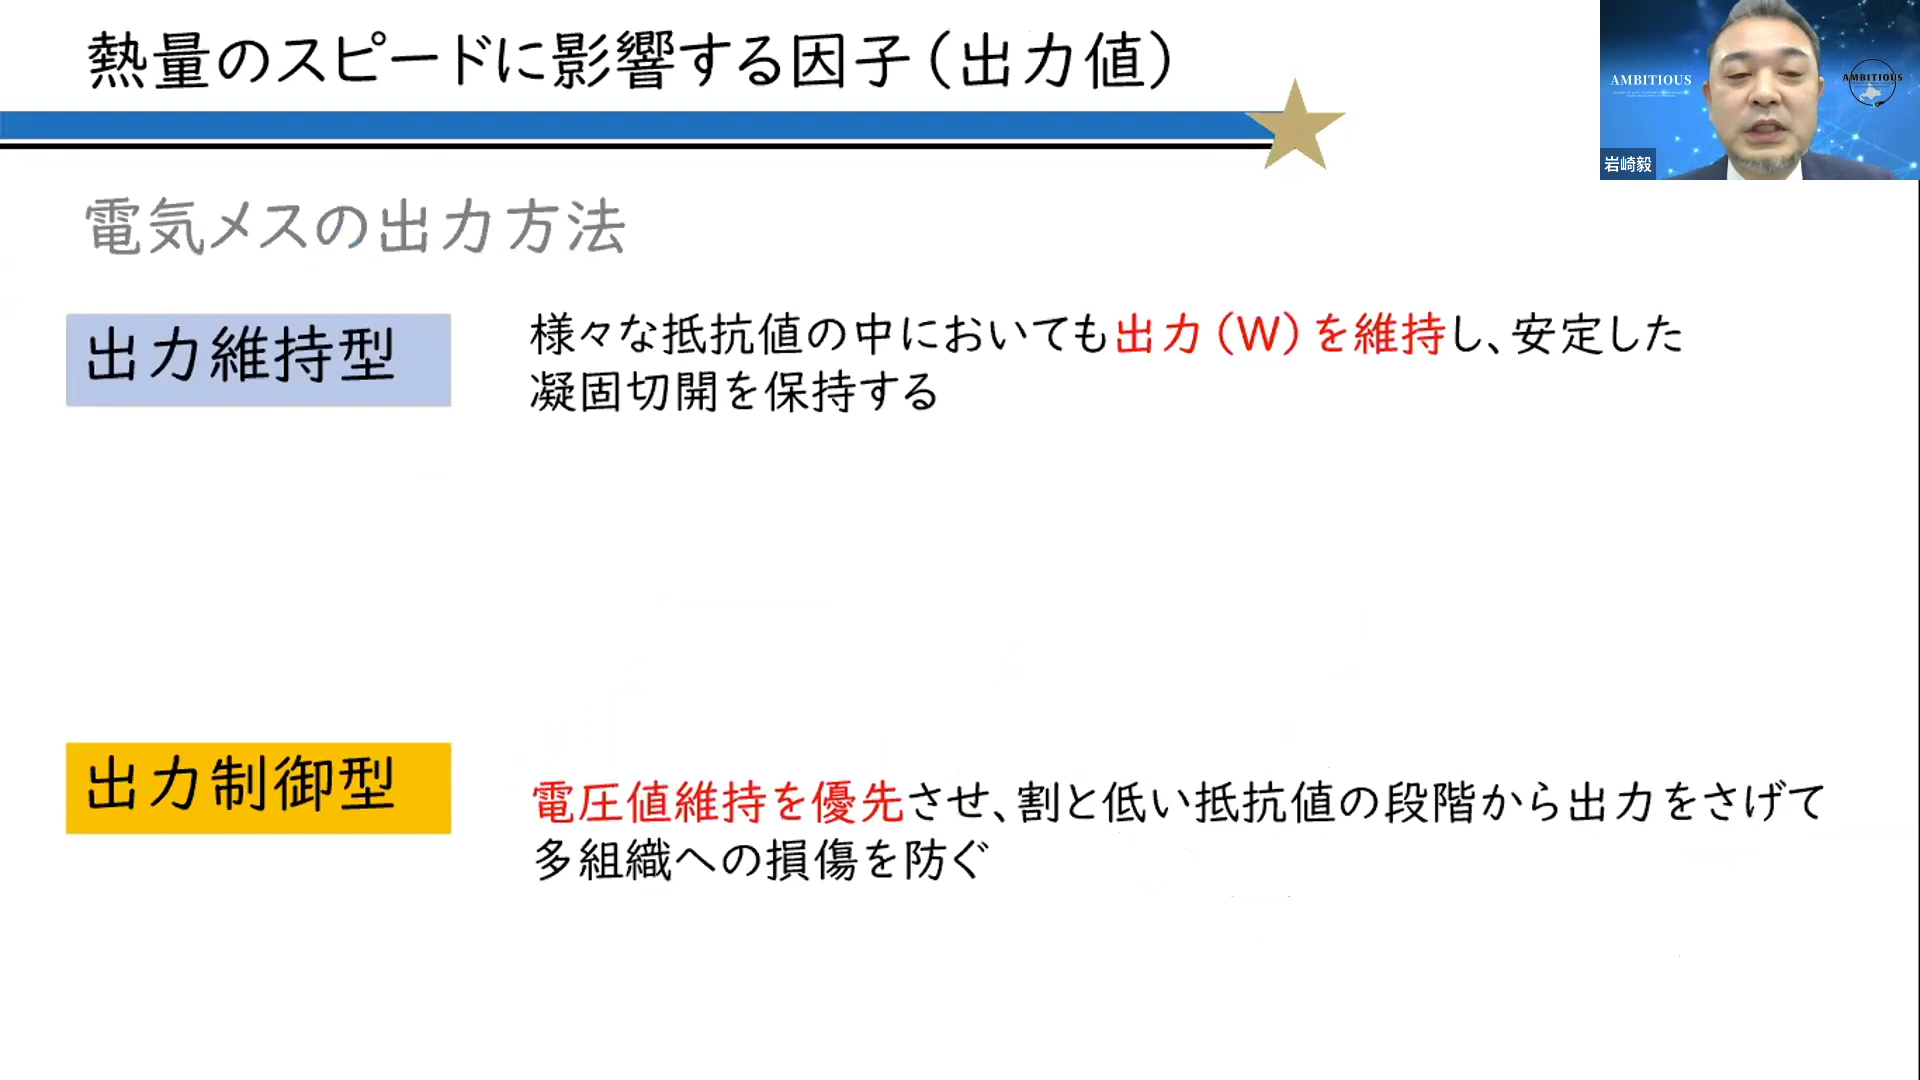 熱量のスピードに影響する因子（出力値）
AMBITIOUS
AMBITIOUS
岩崎毅
電気メスの出力方法
出力維持型
様々な抵抗値の中においても出力（W）を維持し、安定した
凝固切開を保持する
出力制御型
電圧値維持を優先させ、割と低い抵抗値の段階から出力をさげて
多組織への損傷を防ぐ